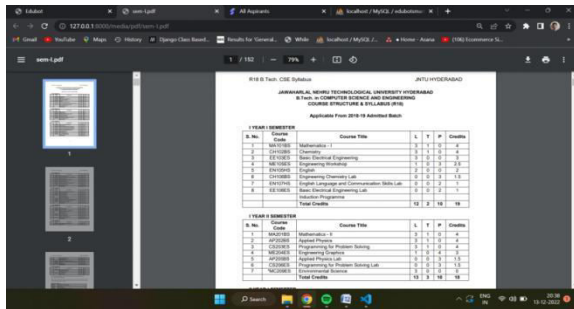 Edubot
sem-I.pdf
All Aspirants
localhost / MySQL / edubotmas
127.0.0.1:8000/media/pdf/sem-I.pdf
Gmail
YouTube
Maps
History
Django Class Based...
Results for 'General...
While
localhost / MySQL /...
Home - Asana
(106) Ecommerce Si...
sem-I.pdf
1 / 152
79%
R18 B.Tech. CSE Syllabus JNTU HYDERABAD
JAWAHARLAL NEHRU TECHNOLOGICAL UNIVERSITY HYDERABAD
B.Tech. in COMPUTER SCIENCE AND ENGINEERING
COURSE STRUCTURE & SYLLABUS (R18)
Applicable From 2018-19 Admitted Batch
I YEAR I SEMESTER
S. No. Course Code Course Title L T P Credits
1 MA101BS Mathematics - I 3 1 0 4
2 CH102BS Chemistry 3 1 0 4
3 EE103ES Basic Electrical Engineering 3 0 0 3
4 ME105ES Engineering Workshop 1 0 3 2.5
5 EN105HS English 2 0 0 2
6 CH106BS Engineering Chemistry Lab 0 0 3 1.5
7 EN107HS English Language and Communication Skills Lab 0 0 2 1
8 EE108ES Basic Electrical Engineering Lab 0 0 2 1
Induction Programme
Total Credits 12 2 10 19
I YEAR II SEMESTER
S. No. Course Code Course Title L T P Credits
1 MA201BS Mathematics - II 3 1 0 4
2 AP202BS Applied Physics 3 1 0 4
3 CS203ES Programming for Problem Solving 3 1 0 4
4 ME204ES Engineering Graphics 1 0 4 3
5 AP205BS Applied Physics Lab 0 0 3 1.5
6 CS206ES Programming for Problem Solving Lab 0 0 3 1.5
7 *MC209ES Environmental Science 3 0 0 0
Total Credits 13 3 10 18
1
2
Search
ENG
IN
20:38
13-12-2022